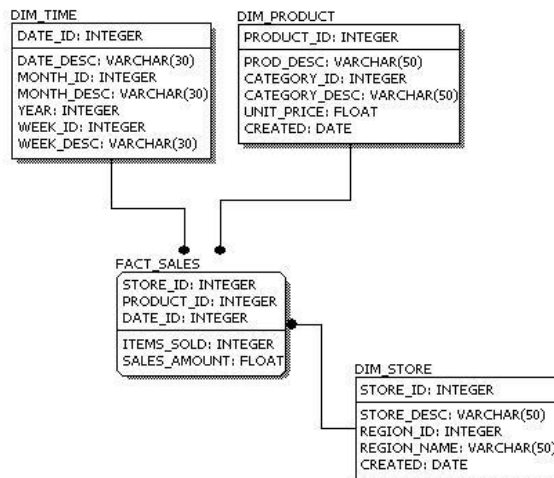 DIM_TIME
DATE_ID: INTEGER
DATE_DESC: VARCHAR(30)
MONTH_ID: INTEGER
MONTH_DESC: VARCHAR(30)
YEAR: INTEGER
WEEK_ID: INTEGER
WEEK_DESC: VARCHAR(30)
DIM_PRODUCT
PRODUCT_ID: INTEGER
PROD_DESC: VARCHAR(50)
CATEGORY_ID: INTEGER
CATEGORY_DESC: VARCHAR(50)
UNIT_PRICE: FLOAT
CREATED: DATE
FACT_SALES
STORE_ID: INTEGER
PRODUCT_ID: INTEGER
DATE_ID: INTEGER
ITEMS_SOLD: INTEGER
SALES_AMOUNT: FLOAT
DIM_STORE
STORE_ID: INTEGER
STORE_DESC: VARCHAR(50)
REGION_ID: INTEGER
REGION_NAME: VARCHAR(50)
CREATED: DATE